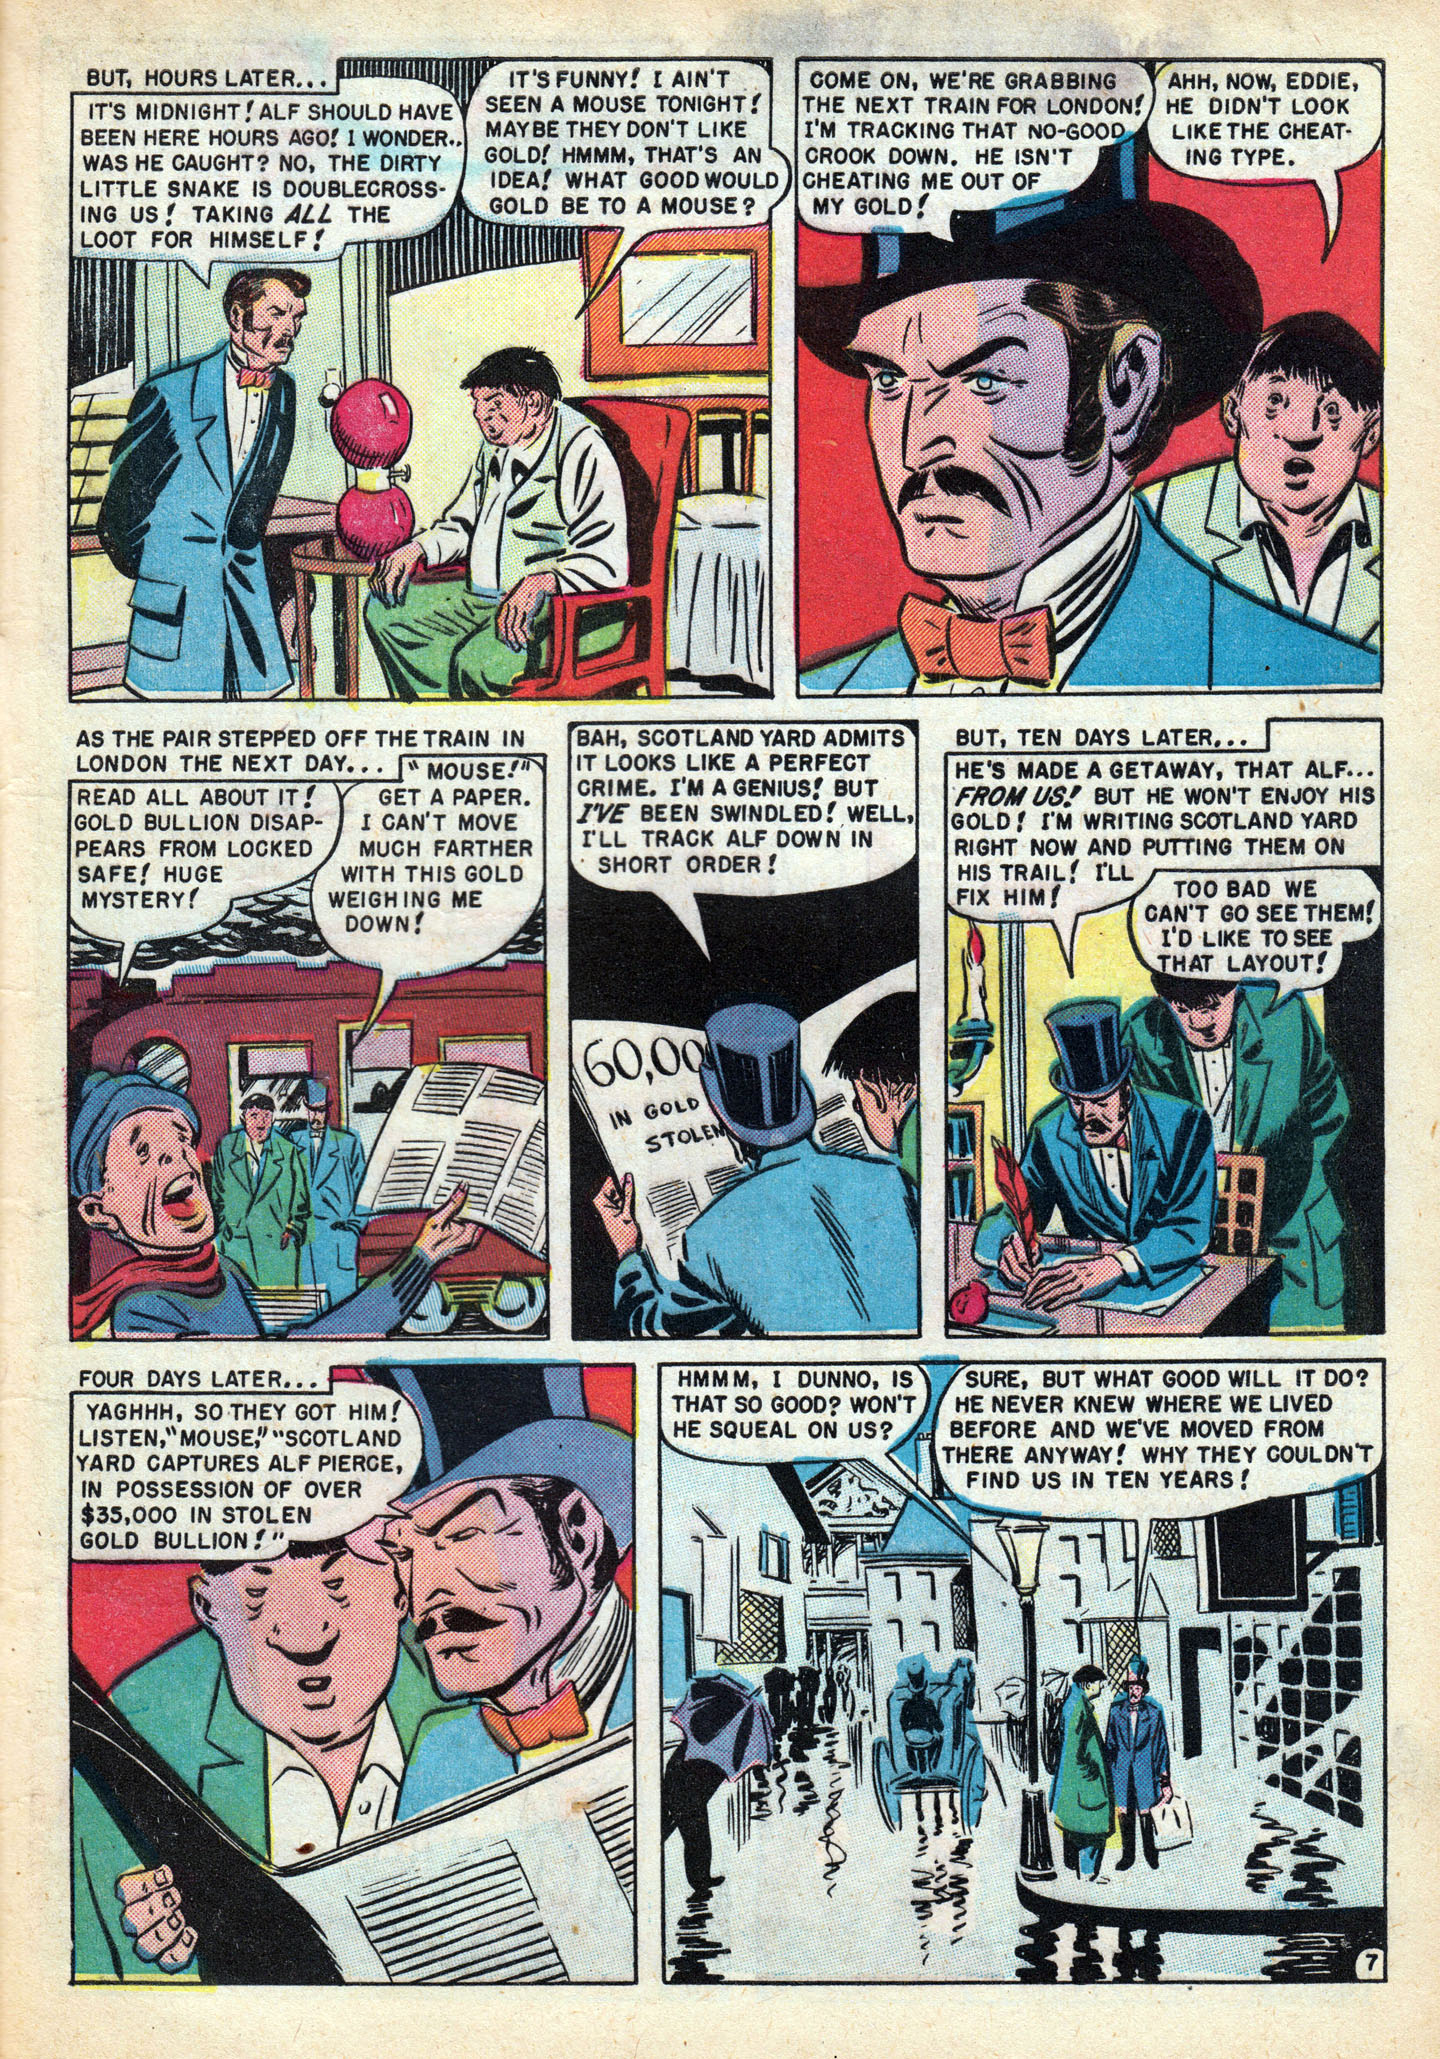 BUT, HOURS LATER...
IT'S MIDNIGHT! ALF SHOULD HAVE
BEEN HERE HOURS AGO! I WONDER..
WAS HE CAUGHT? NO, THE DIRTY
LITTLE SNAKE IS DOUBLECROSS-
ING US! TAKING ALL THE
LOOT FOR HIMSELF!
IT'S FUNNY! I AIN'T
SEEN A MOUSE TONIGHT!
MAYBE THEY DON'T LIKE
GOLD! HMMM, THAT'S AN
IDEA! WHAT GOOD WOULD
GOLD BE TO A MOUSE?
COME ON, WE'RE GRABBING
THE NEXT TRAIN FOR LONDON!
I'M TRACKING THAT NO-GOOD
CROOK DOWN. HE ISN'T
CHEATING ME OUT OF
MY GOLD!
AHH, NOW, EDDIE,
HE DIDN'T LOOK
LIKE THE CHEAT-
ING TYPE.
AS THE PAIR STEPPED OFF THE TRAIN IN
LONDON THE NEXT DAY...
READ ALL ABOUT IT!
GOLD BULLION DISAP-
PEARS FROM LOCKED
SAFE! HUGE
MYSTERY!
"MOUSE!"
GET A PAPER.
I CAN'T MOVE
MUCH FARTHER
WITH THIS GOLD
WEIGHING ME
DOWN!
BAH, SCOTLAND YARD ADMITS
IT LOOKS LIKE A PERFECT
CRIME. I'M A GENIUS! BUT
I'VE BEEN SWINDLED! WELL,
I'LL TRACK ALF DOWN IN
SHORT ORDER!
60,00
IN GOLD
STOLEN
BUT, TEN DAYS LATER...
HE'S MADE A GETAWAY, THAT ALF...
FROM US! BUT HE WON'T ENJOY HIS
GOLD! I'M WRITING SCOTLAND YARD
RIGHT NOW AND PUTTING THEM ON
HIS TRAIL! I'LL
FIX HIM!
TOO BAD WE
CAN'T GO SEE THEM!
I'D LIKE TO SEE
THAT LAYOUT!
FOUR DAYS LATER...
YAGHHH, SO THEY GOT HIM!
LISTEN, "MOUSE," "SCOTLAND
YARD CAPTURES ALF PIERCE,
IN POSSESSION OF OVER
$35,000 IN STOLEN
GOLD BULLION!"
HMMM, I DUNNO, IS
THAT SO GOOD? WON'T
HE SQUEAL ON US?
SURE, BUT WHAT GOOD WILL IT DO?
HE NEVER KNEW WHERE WE LIVED
BEFORE AND WE'VE MOVED FROM
THERE ANYWAY! WHY THEY COULDN'T
FIND US IN TEN YEARS!
7